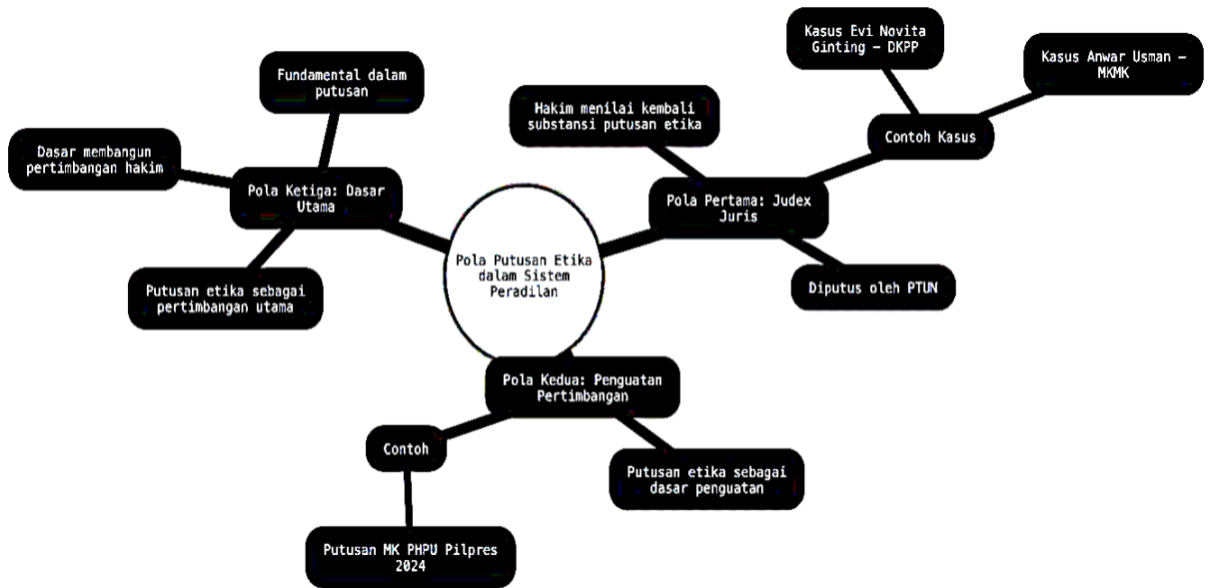 Kasus Evi Novita
Ginting – DKPP
Kasus Anwar Usman –
MKMK
Fundamental dalam
putusan
Hakim menilai kembali
substansi putusan etika
Contoh Kasus
Dasar membangun
pertimbangan hakim
Pola Ketiga: Dasar
Utama
Pola Pertama: Judex
Juris
Pola Putusan Etika
dalam Sistem
Peradilan
Putusan etika sebagai
pertimbangan utama
Diputus oleh PTUN
Pola Kedua: Penguatan
Pertimbangan
Contoh
Putusan etika sebagai
dasar penguatan
Putusan MK PHPU Pilpres
2024